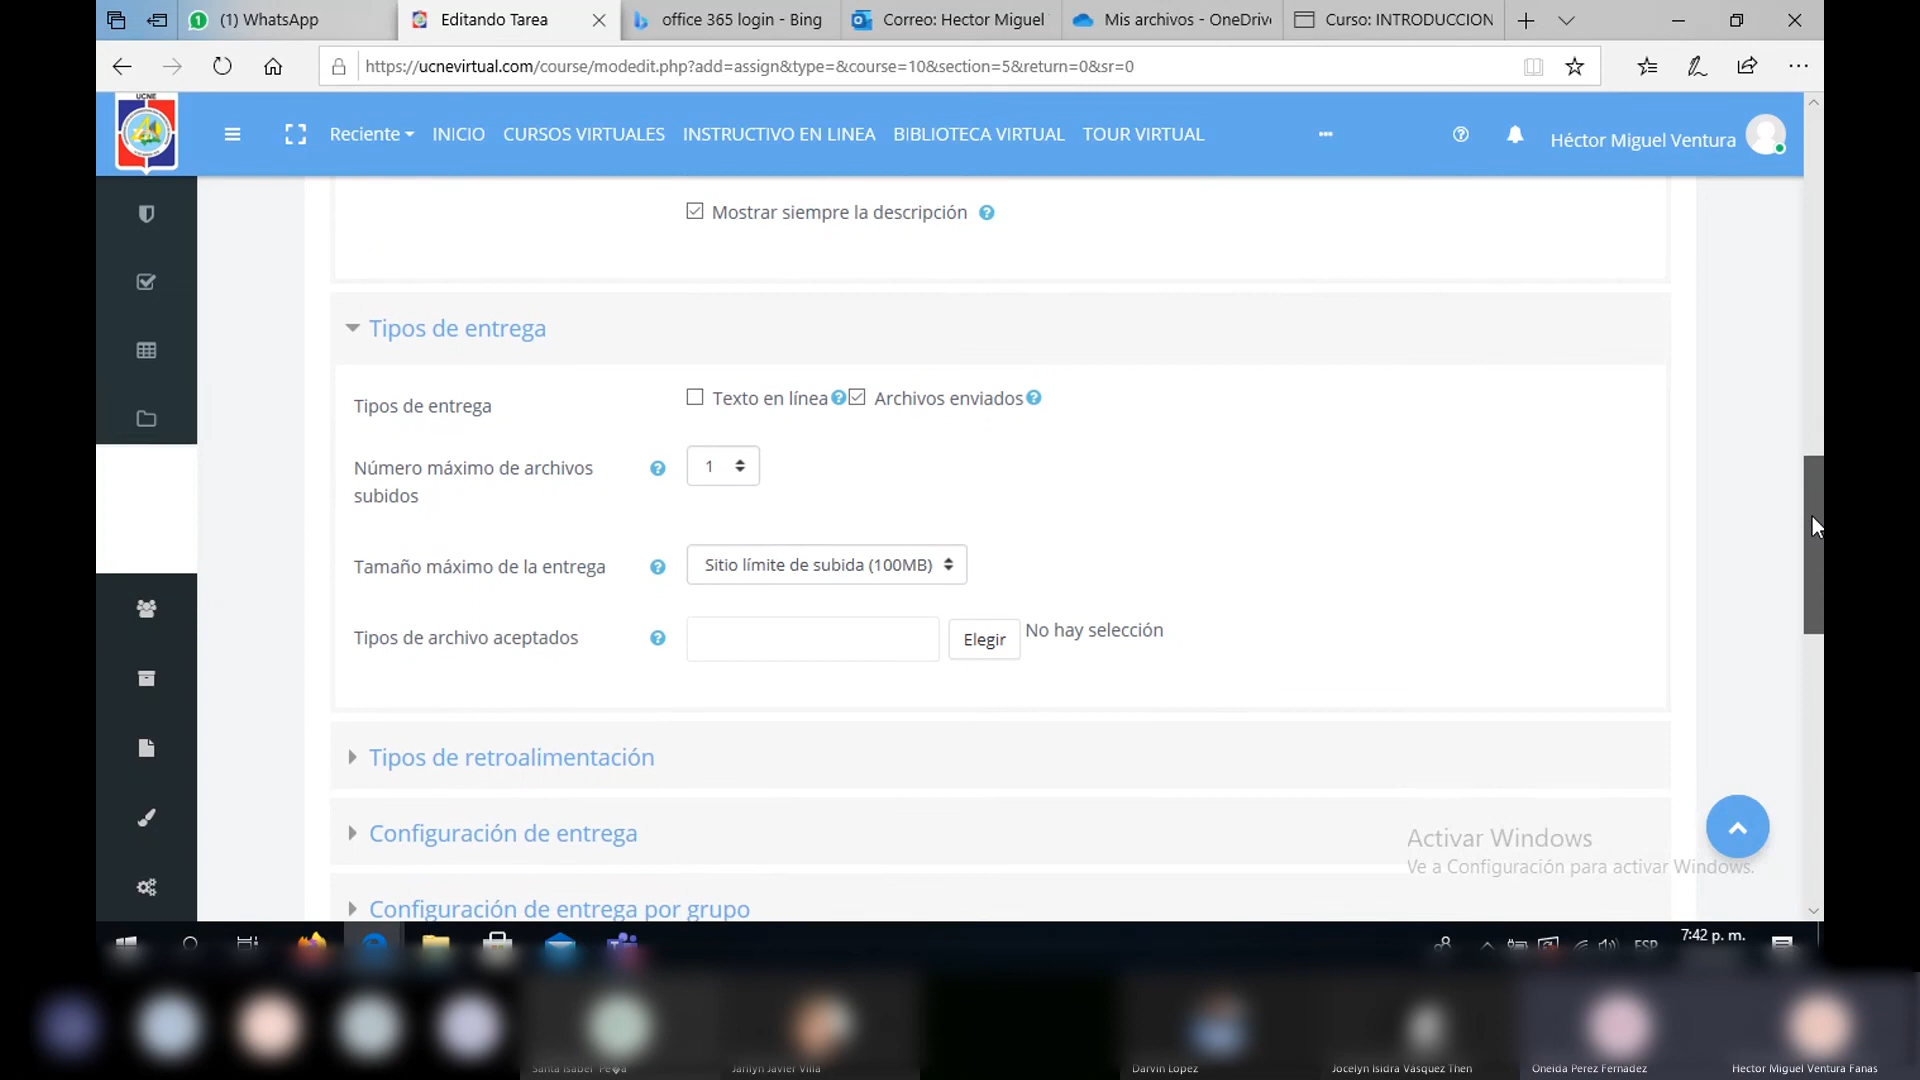 (1) WhatsApp
Editando Tarea
office 365 login - Bing
Correo: Hector Miguel
Mis archivos - OneDriv
Curso: INTRODUCCION
https://ucnevirtual.com/course/modedit.php?add=assign&type=&course=10&section=5&return=0&sr=0
UCNE
Reciente
INICIO
CURSOS VIRTUALES
INSTRUCTIVO EN LINEA
BIBLIOTECA VIRTUAL
TOUR VIRTUAL
Héctor Miguel Ventura
Mostrar siempre la descripción
Tipos de entrega
Tipos de entrega
Texto en línea
Archivos enviados
Número máximo de archivos
subidos
1
Tamaño máximo de la entrega
Sitio límite de subida (100MB)
Tipos de archivo aceptados
Elegir
No hay selección
Tipos de retroalimentación
Configuración de entrega
Activar Windows
Ve a Configuración para activar Windows.
Configuración de entrega por grupo
ESP
7:42 p. m.
Santa Isabel
Jarilyn Javier Villa
Darvin Lopez
Jocelyn Isidra Vasquez Then
Oneida Perez Fernadez
Hector Miguel Ventura Fanas